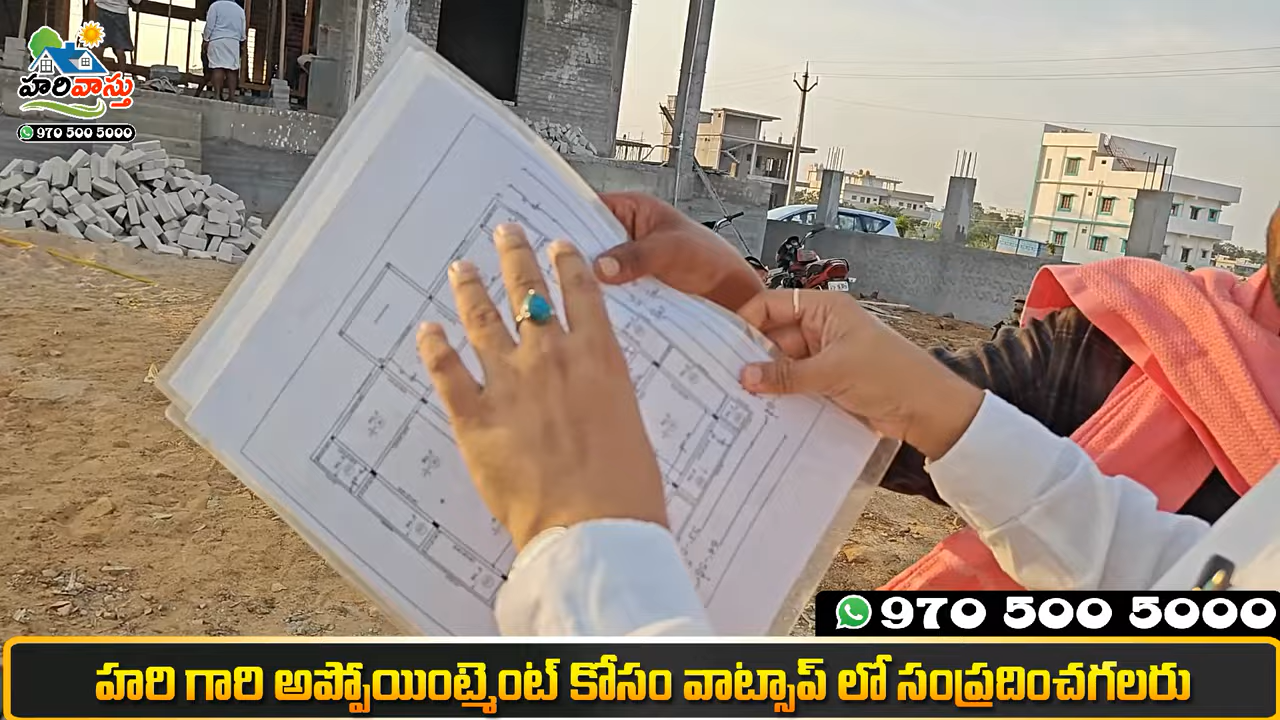 హరివాస్తు
970 500 5000
970 500 5000
హరి గారి అప్పోయింట్మెంట్ కోసం వాట్సాప్ లో సంప్రదించగలరు